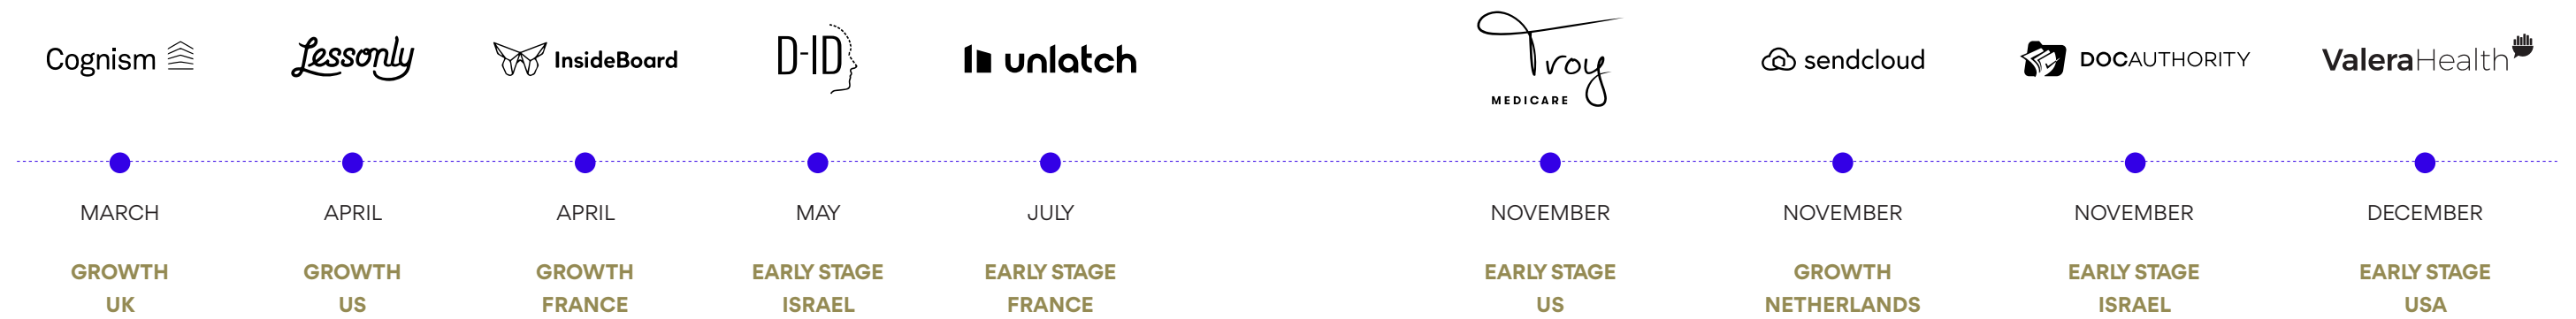 Cognism
Lessonly
InsideBoard
D-ID
unlatch
Troy
MEDICARE
sendcloud
DOCAUTHORITY
ValeraHealth
MARCH
APRIL
APRIL
MAY
JULY
NOVEMBER
NOVEMBER
NOVEMBER
DECEMBER
GROWTH
UK
GROWTH
US
GROWTH
FRANCE
EARLY STAGE
ISRAEL
EARLY STAGE
FRANCE
EARLY STAGE
US
GROWTH
NETHERLANDS
EARLY STAGE
ISRAEL
EARLY STAGE
USA